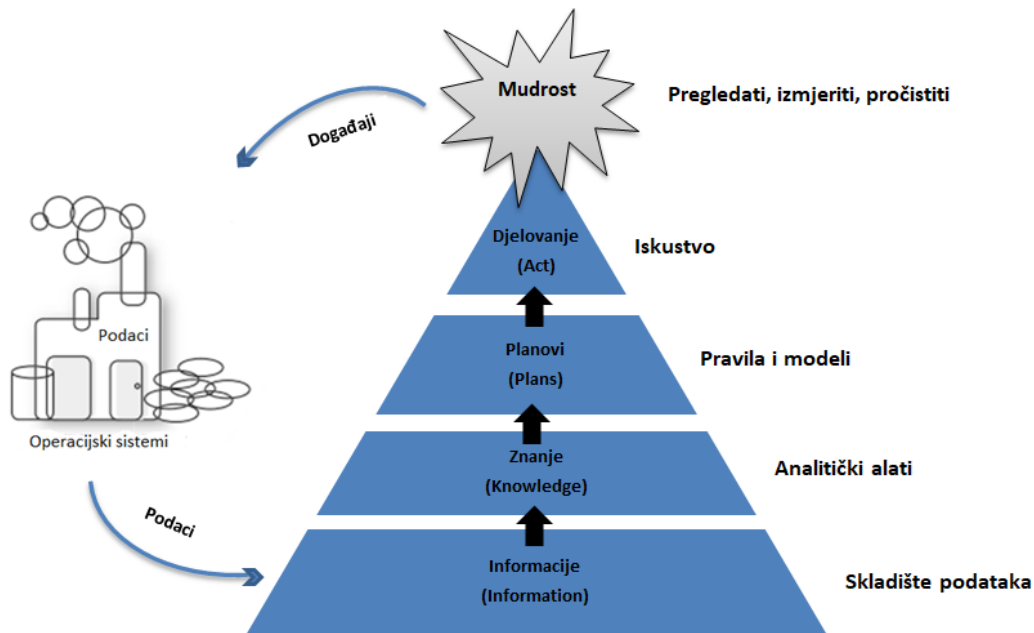 Mudrost
Pregledati, izmjeriti, pročistiti
Događaji
Djelovanje
(Act)
Iskustvo
Podaci
Planovi
(Plans)
Pravila i modeli
Operacijski sistemi
Znanje
(Knowledge)
Analitički alati
Podaci
Informacije
(Information)
Skladište podataka